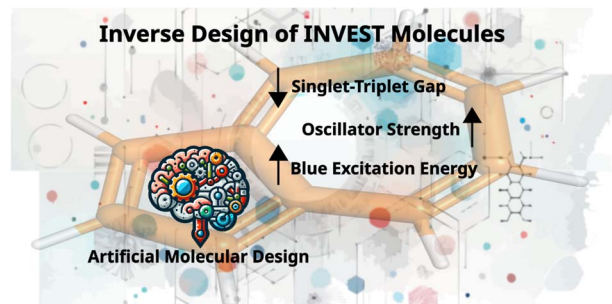 Inverse Design of INVEST Molecules
Singlet-Triplet Gap
Oscillator Strength
Blue Excitation Energy
Artificial Molecular Design